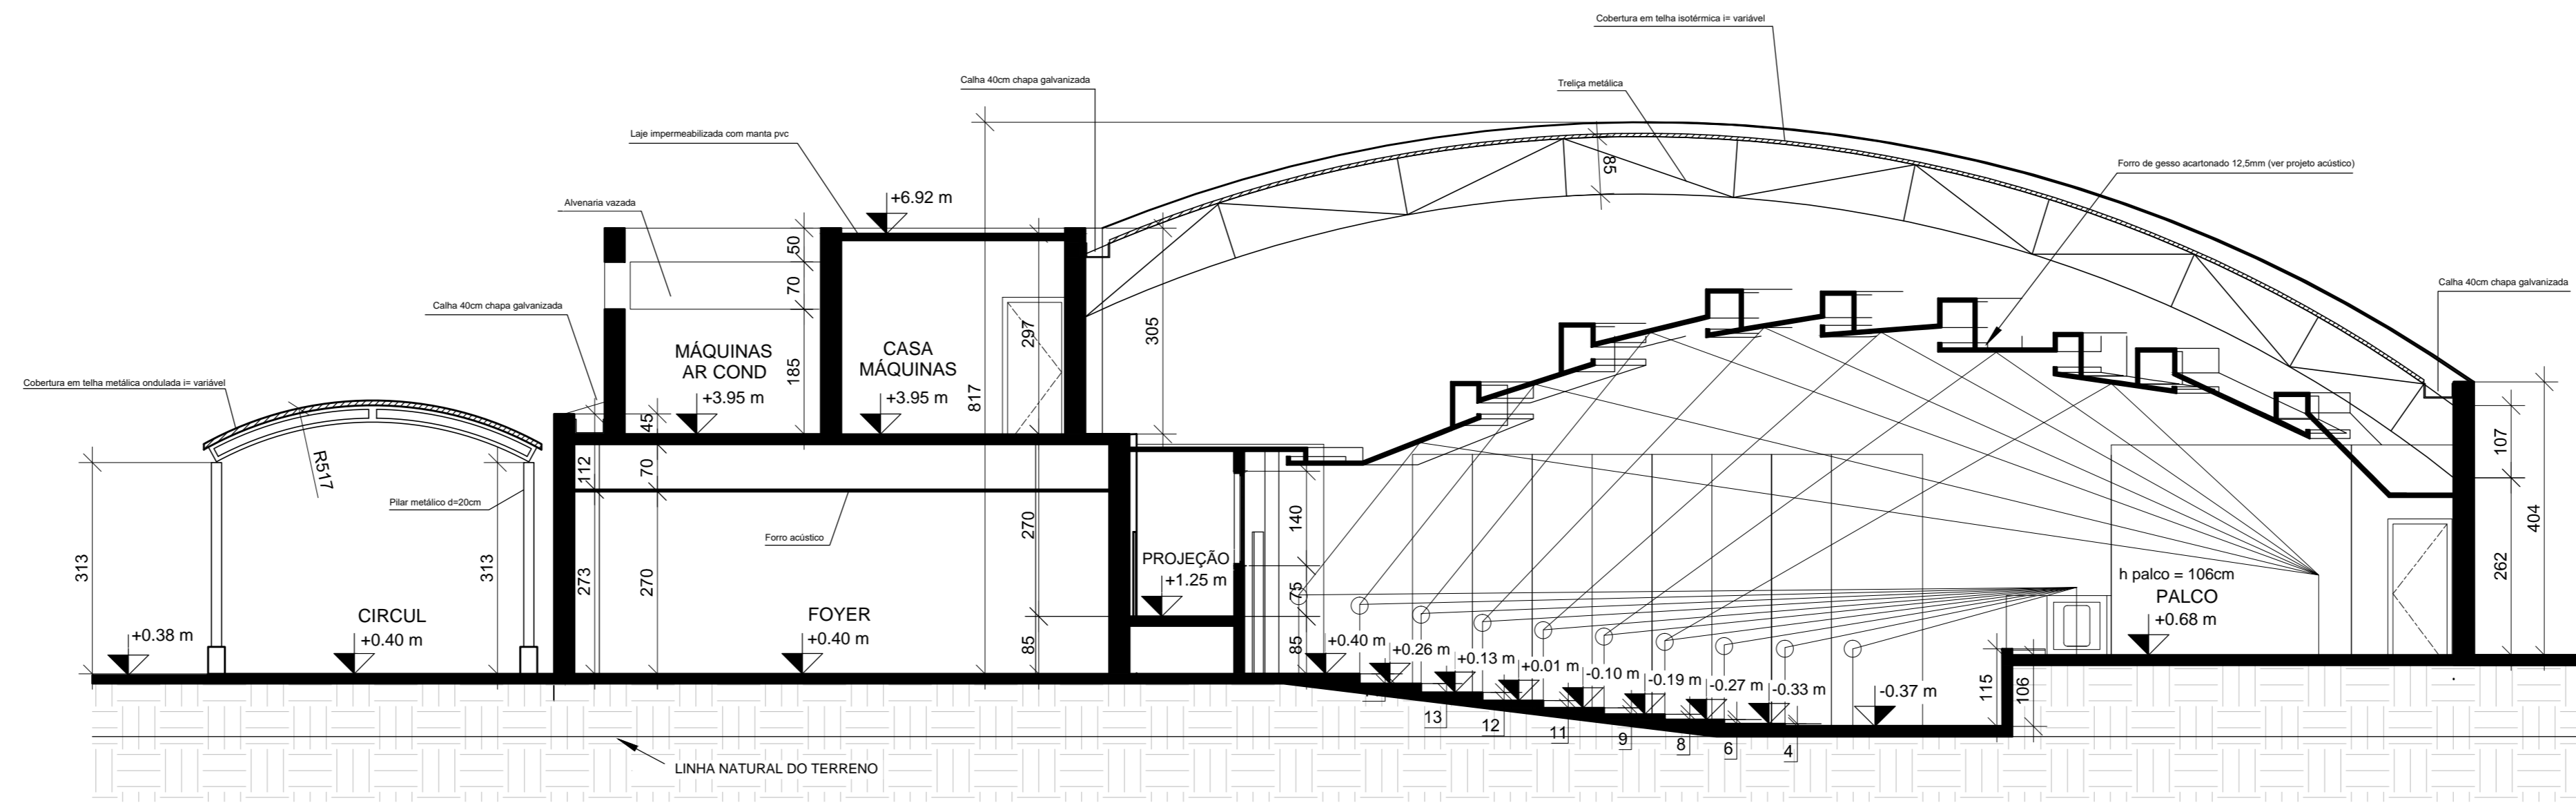 Cobertura em telha isotérmica i= variável
Calha 40cm chapa galvanizada
Treliça metálica
Laje impermeabilizada com manta pvc
85
Forro de gesso acartonado 12,5mm (ver projeto acústico)
Alvenaria vazada
+6.92 m
50
70
Calha 40cm chapa galvanizada
Calha 40cm chapa galvanizada
297
305
MÁQUINAS
AR COND
+3.95 m
185
CASA
MÁQUINAS
+3.95 m
817
Cobertura em telha metálica ondulada i= variável
45
R517
112
70
107
404
Pilar metálico d=20cm
Forro acústico
270
140
313
313
273
270
PROJEÇÃO
+1.25 m
75
262
h palco = 106cm
PALCO
+0.68 m
CIRCUL
+0.40 m
FOYER
+0.40 m
+0.38 m
85
85
+0.40 m
+0.26 m
+0.13 m
+0.01 m
-0.10 m
-0.19 m
-0.27 m
-0.33 m
-0.37 m
115
106
13
12
11
9
8
6
4
LINHA NATURAL DO TERRENO